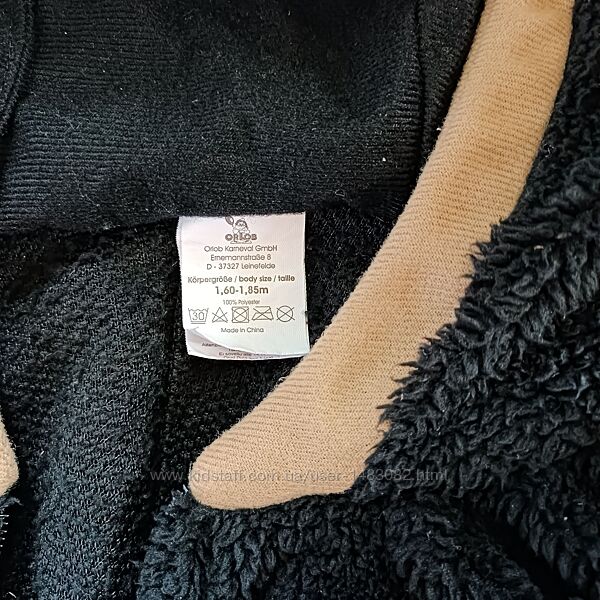 ORLOB
Orlob Karneval GmbH
Ernemannstraße 8
D - 37327 Leinefelde
Körpergröße / body size / taille
1,60-1,85m
100% Polyester
30
Made in China